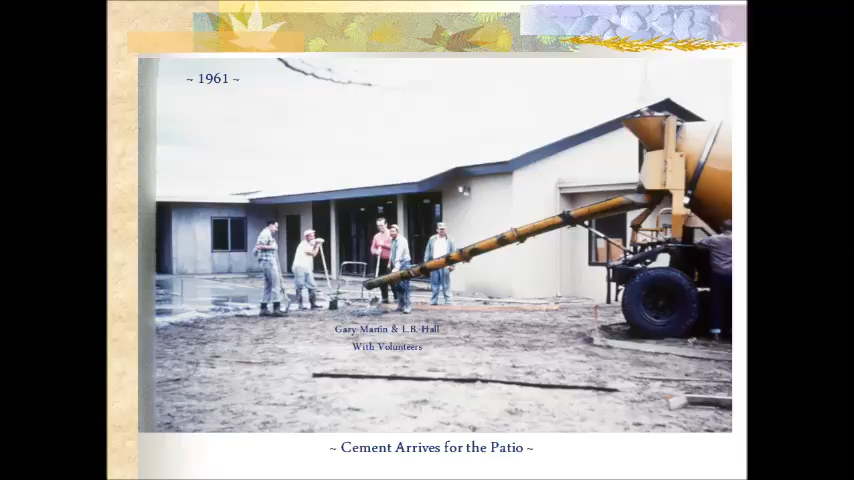 ~ 1961 ~
Gary Martin & L.B. Hall
With Volunteers
~ Cement Arrives for the Patio ~